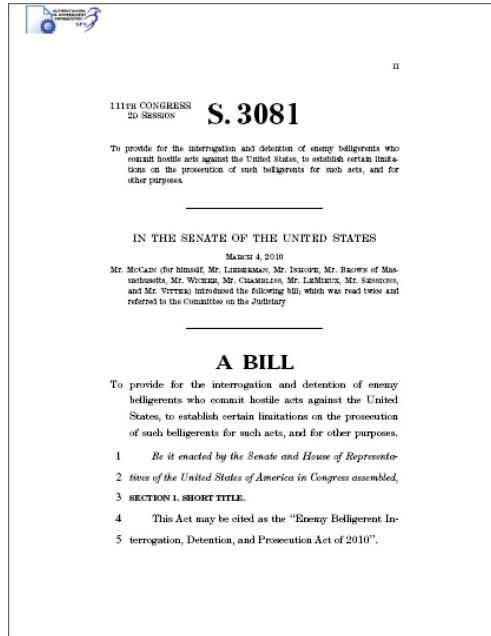 AUTHENTICATED
U.S. GOVERNMENT
INFORMATION
GPO
II
111TH CONGRESS
2D SESSION
S. 3081
To provide for the interrogation and detention of enemy belligerents who
commit hostile acts against the United States, to establish certain limita-
tions on the prosecution of such belligerents for such acts, and for
other purposes.
IN THE SENATE OF THE UNITED STATES
MARCH 4, 2010
Mr. MCCAIN (for himself, Mr. LIEBERMAN, Mr. INHOFE, Mr. BROWN of Mas-
sachusetts, Mr. WICKER, Mr. CHAMBLISS, Mr. LEMIEUX, Mr. SESSIONS,
and Mr. VITTER) introduced the following bill; which was read twice and
referred to the Committee on the Judiciary
A BILL
To provide for the interrogation and detention of enemy
belligerents who commit hostile acts against the United
States, to establish certain limitations on the prosecution
of such belligerents for such acts, and for other purposes.
1 Be it enacted by the Senate and House of Representa-
2 tives of the United States of America in Congress assembled,
3 SECTION 1. SHORT TITLE.
4 This Act may be cited as the “Enemy Belligerent In-
5 terrogation, Detention, and Prosecution Act of 2010”.